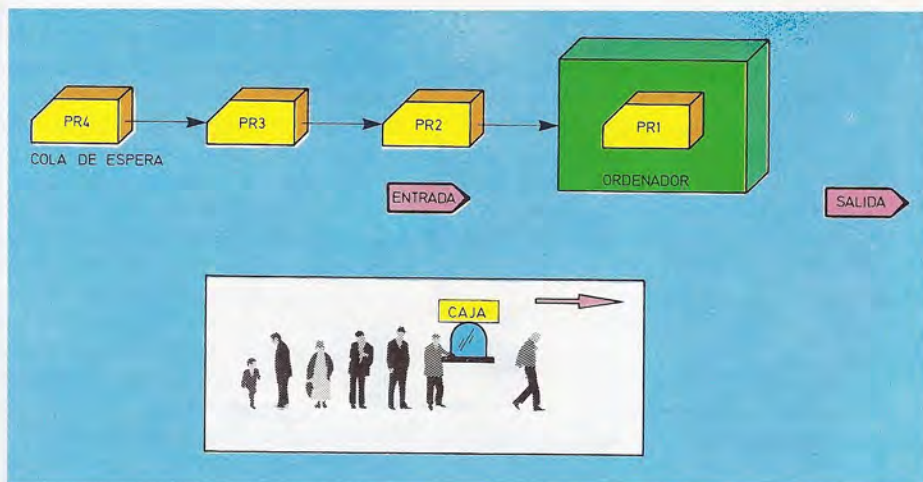 PR4
PR3
PR2
PR1
COLA DE ESPERA
ORDENADOR
ENTRADA
SALIDA
CAJA